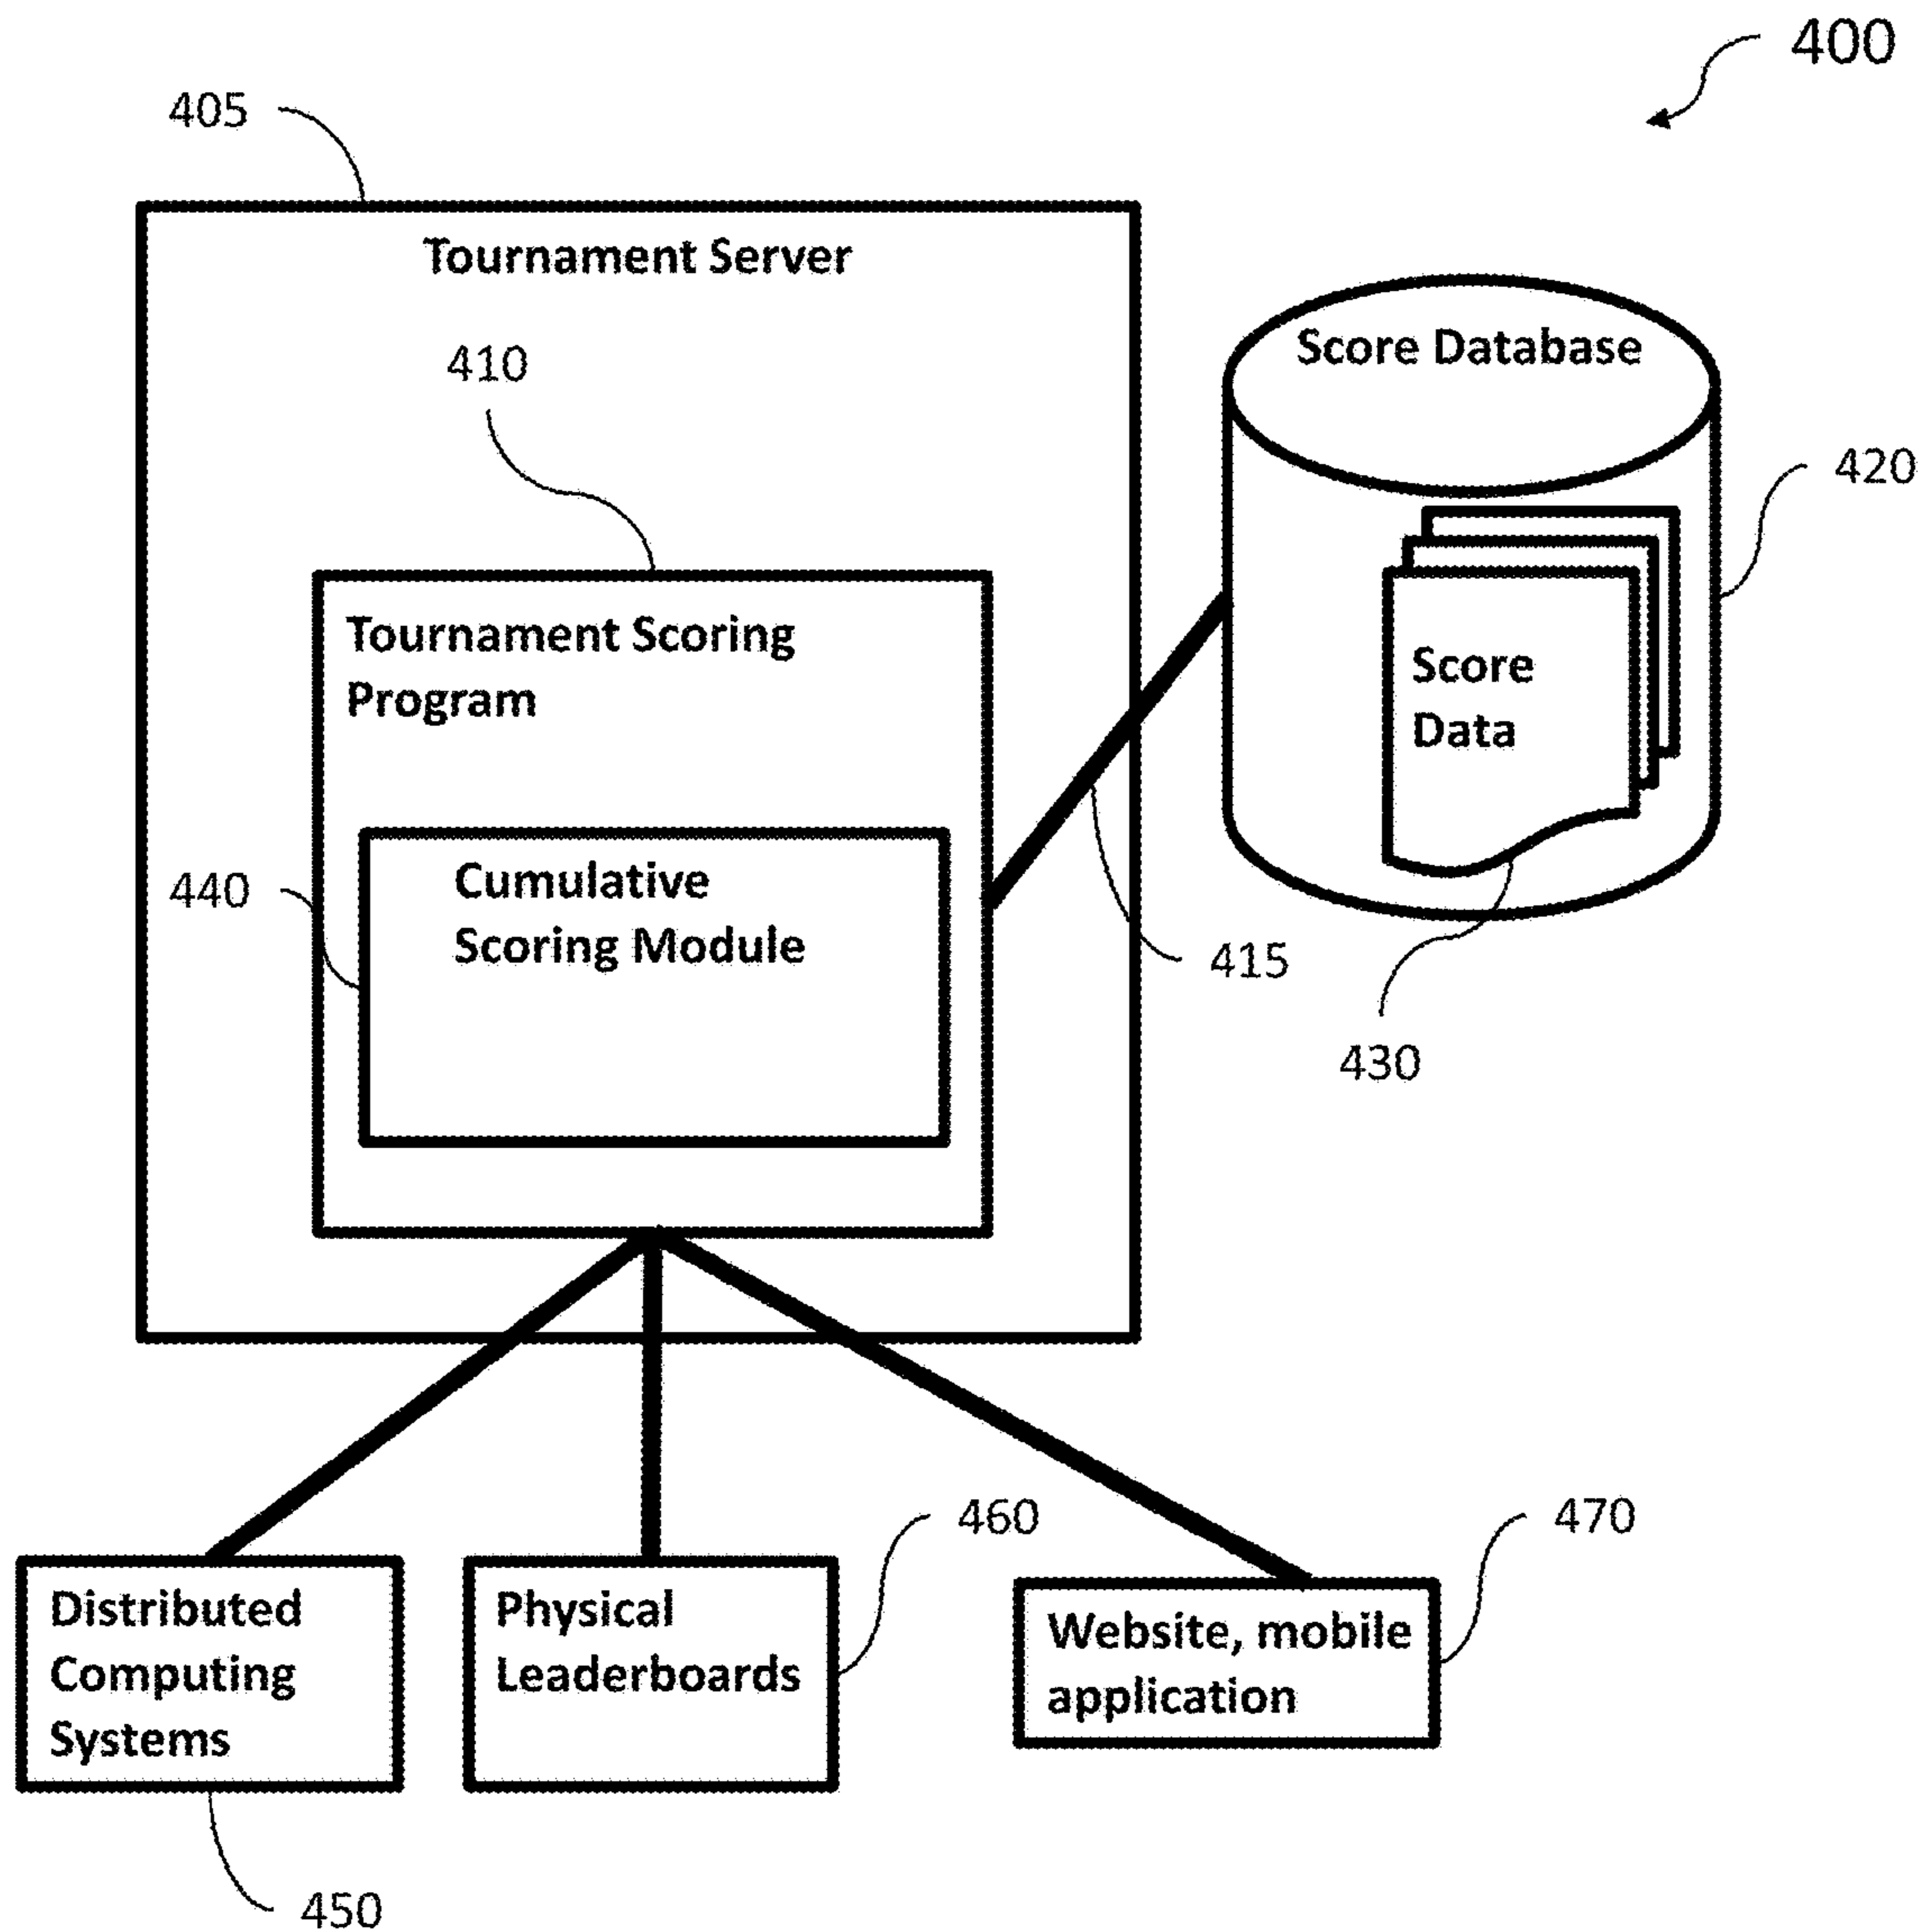 400
405
Tournament Server
410
Score Database
420
Tournament Scoring
Program
Score
Data
440
Cumulative
Scoring Module
415
430
460
470
Distributed
Computing
Systems
Physical
Leaderboards
Website, mobile
application
450